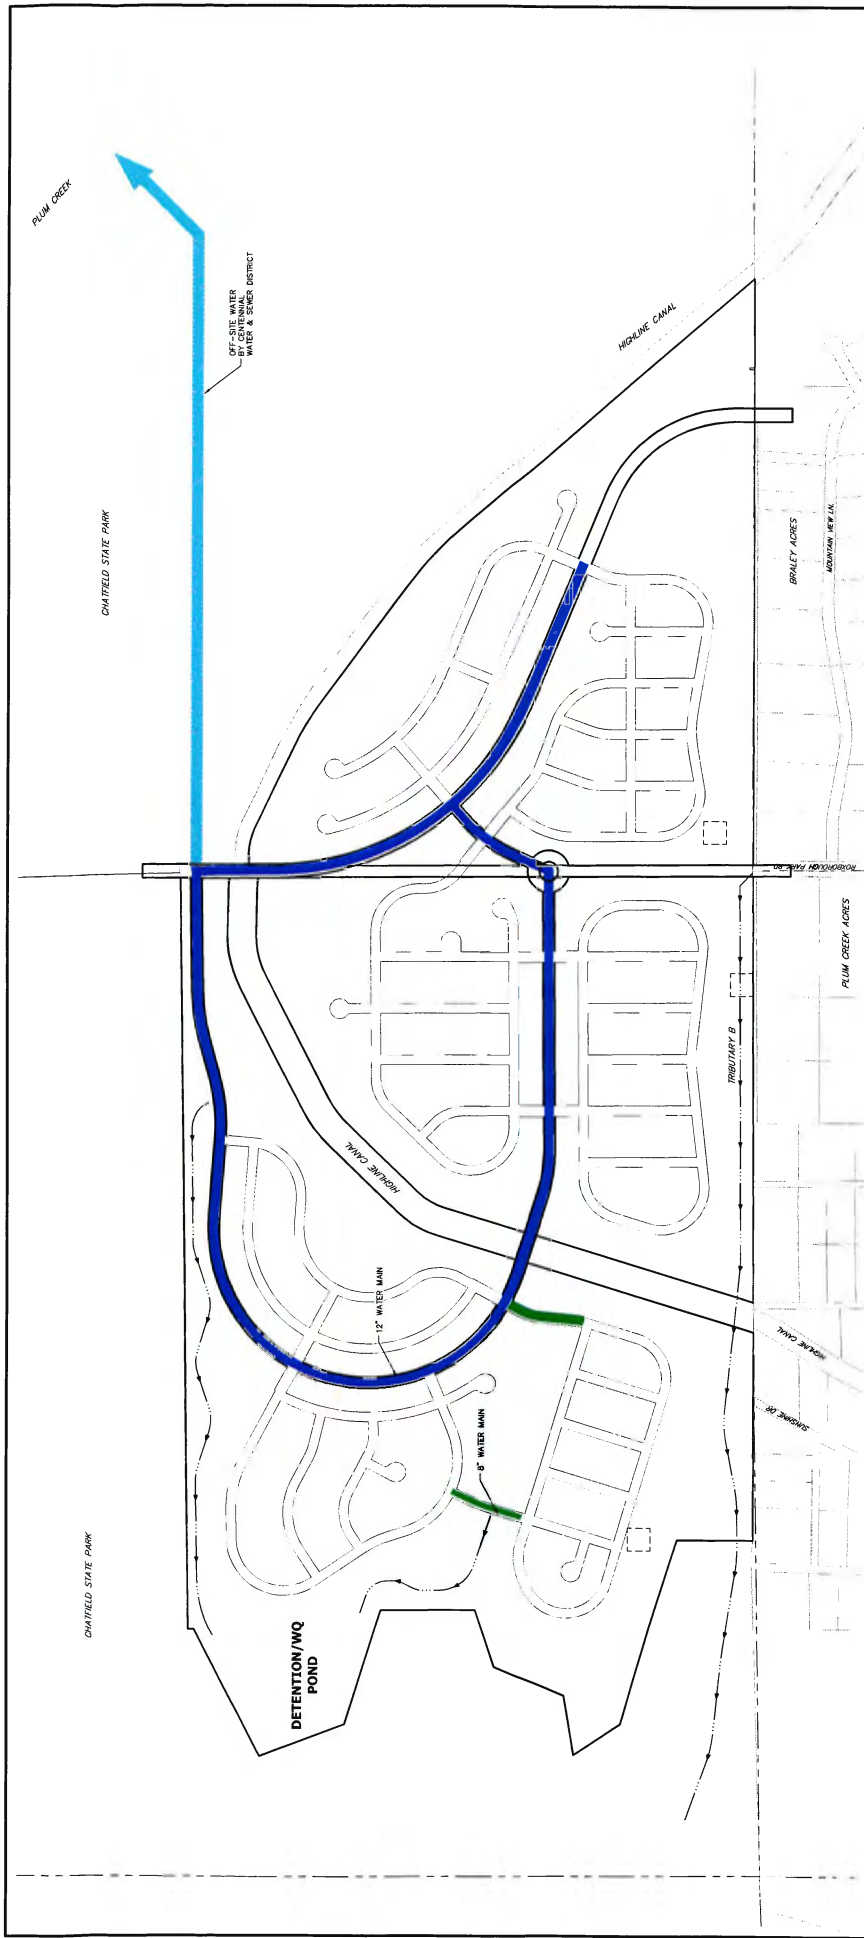 PLUM CREEK
OFF-SITE WATER
BY CENTENNIAL
WATER & SEWER DISTRICT
HIGHLINE CANAL
CHATFIELD STATE PARK
BRALEY ACRES
MOUNTAIN VIEW LN.
ROXBOROUGH PARK RD
PLUM CREEK ACRES
TRIBUTARY B
HIGHLINE CANAL
12" WATER MAIN
HIGHLINE CANAL
SUNSHINE DR
8" WATER MAIN
CHATFIELD STATE PARK
DETENTION/WQ
POND